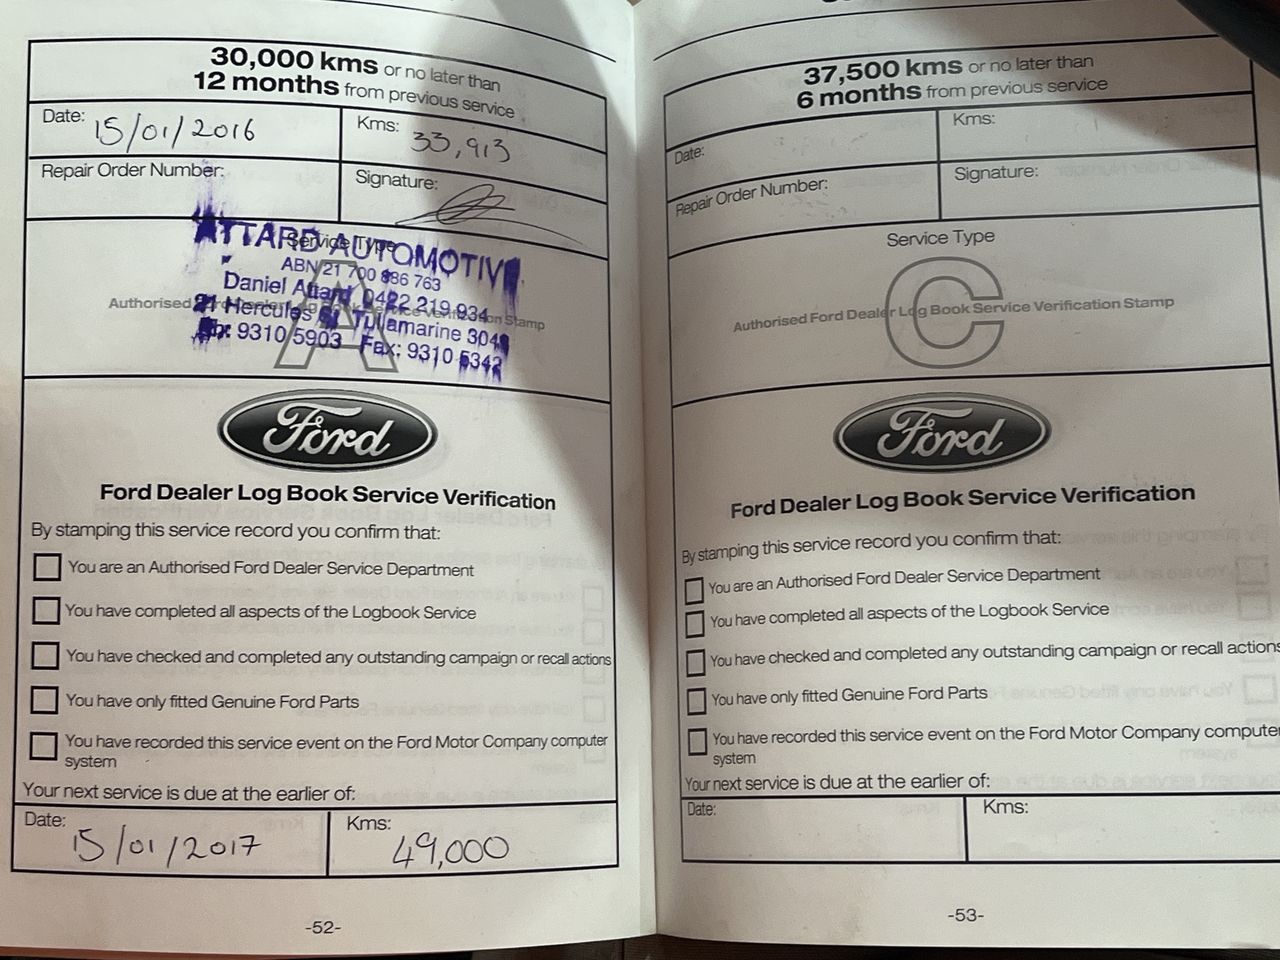 30,000 kms or no later than
12 months from previous service
Date: 15/01/2016
Kms: 33,913
Repair Order Number:
Signature:
Service Type
A
Authorised Ford Dealer Log Book Service Verification Stamp
ATTARD AUTOMOTIVE
ABN 21 700 886 763
Daniel Attard 0422 219 934
21 Hercules St Tullamarine 3043
Ph: 9310 5903 Fax: 9310 5342
Ford
Ford Dealer Log Book Service Verification
By stamping this service record you confirm that:
You are an Authorised Ford Dealer Service Department
You have completed all aspects of the Logbook Service
You have checked and completed any outstanding campaign or recall actions
You have only fitted Genuine Ford Parts
You have recorded this service event on the Ford Motor Company computer
system
Your next service is due at the earlier of:
Date: 15/01/2017
Kms: 49,000
-52-
37,500 kms or no later than
6 months from previous service
Date:
Kms:
Repair Order Number:
Signature:
Service Type
C
Authorised Ford Dealer Log Book Service Verification Stamp
Ford
Ford Dealer Log Book Service Verification
By stamping this service record you confirm that:
You are an Authorised Ford Dealer Service Department
You have completed all aspects of the Logbook Service
You have checked and completed any outstanding campaign or recall actions
You have only fitted Genuine Ford Parts
You have recorded this service event on the Ford Motor Company compute
system
Your next service is due at the earlier of:
Date:
Kms:
-53-